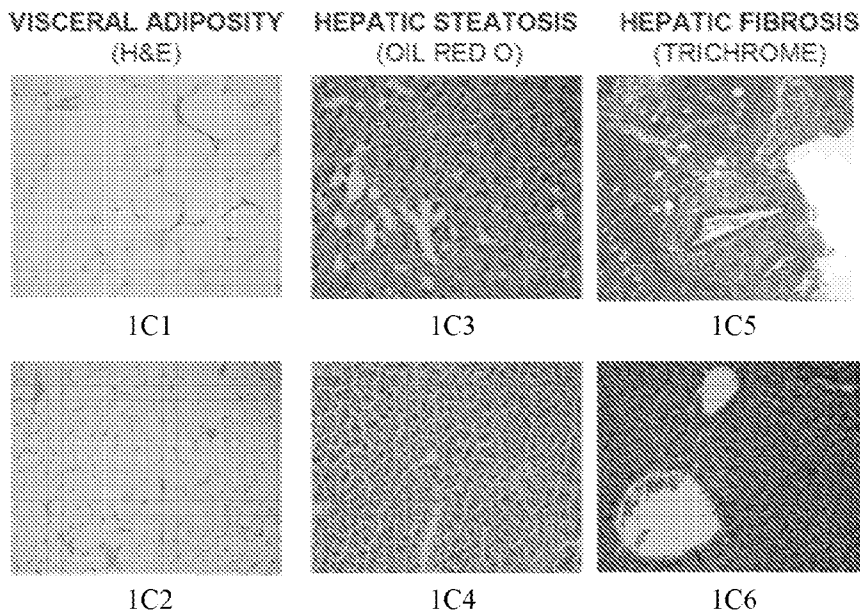 VISCERAL ADIPOSITY
(H&E)
HEPATIC STEATOSIS
(OIL RED O)
HEPATIC FIBROSIS
(TRICHROME)
1C1
1C3
1C5
1C2
1C4
1C6